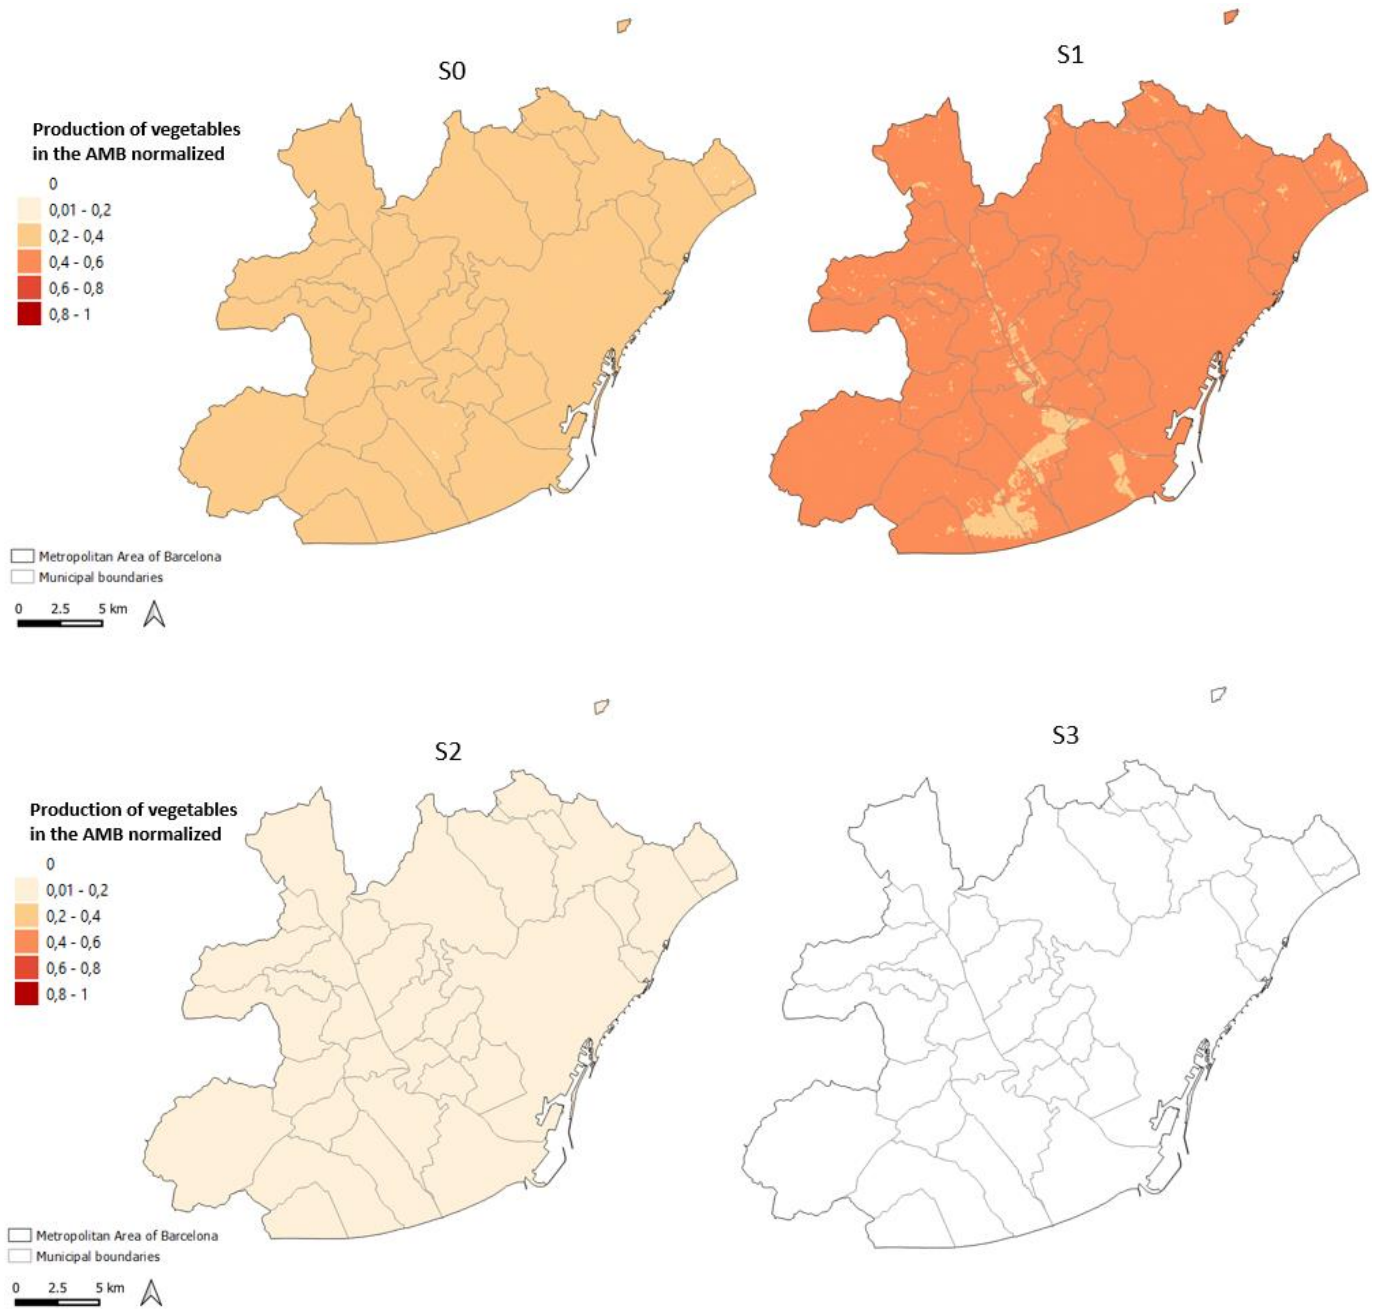 S0
S1
Production of vegetables
in the AMB normalized
0
0,01 - 0,2
0,2 - 0,4
0,4 - 0,6
0,6 - 0,8
0,8 - 1
Metropolitan Area of Barcelona
Municipal boundaries
0 2.5 5 km
S2
S3
Production of vegetables
in the AMB normalized
0
0,01 - 0,2
0,2 - 0,4
0,4 - 0,6
0,6 - 0,8
0,8 - 1
Metropolitan Area of Barcelona
Municipal boundaries
0 2.5 5 km